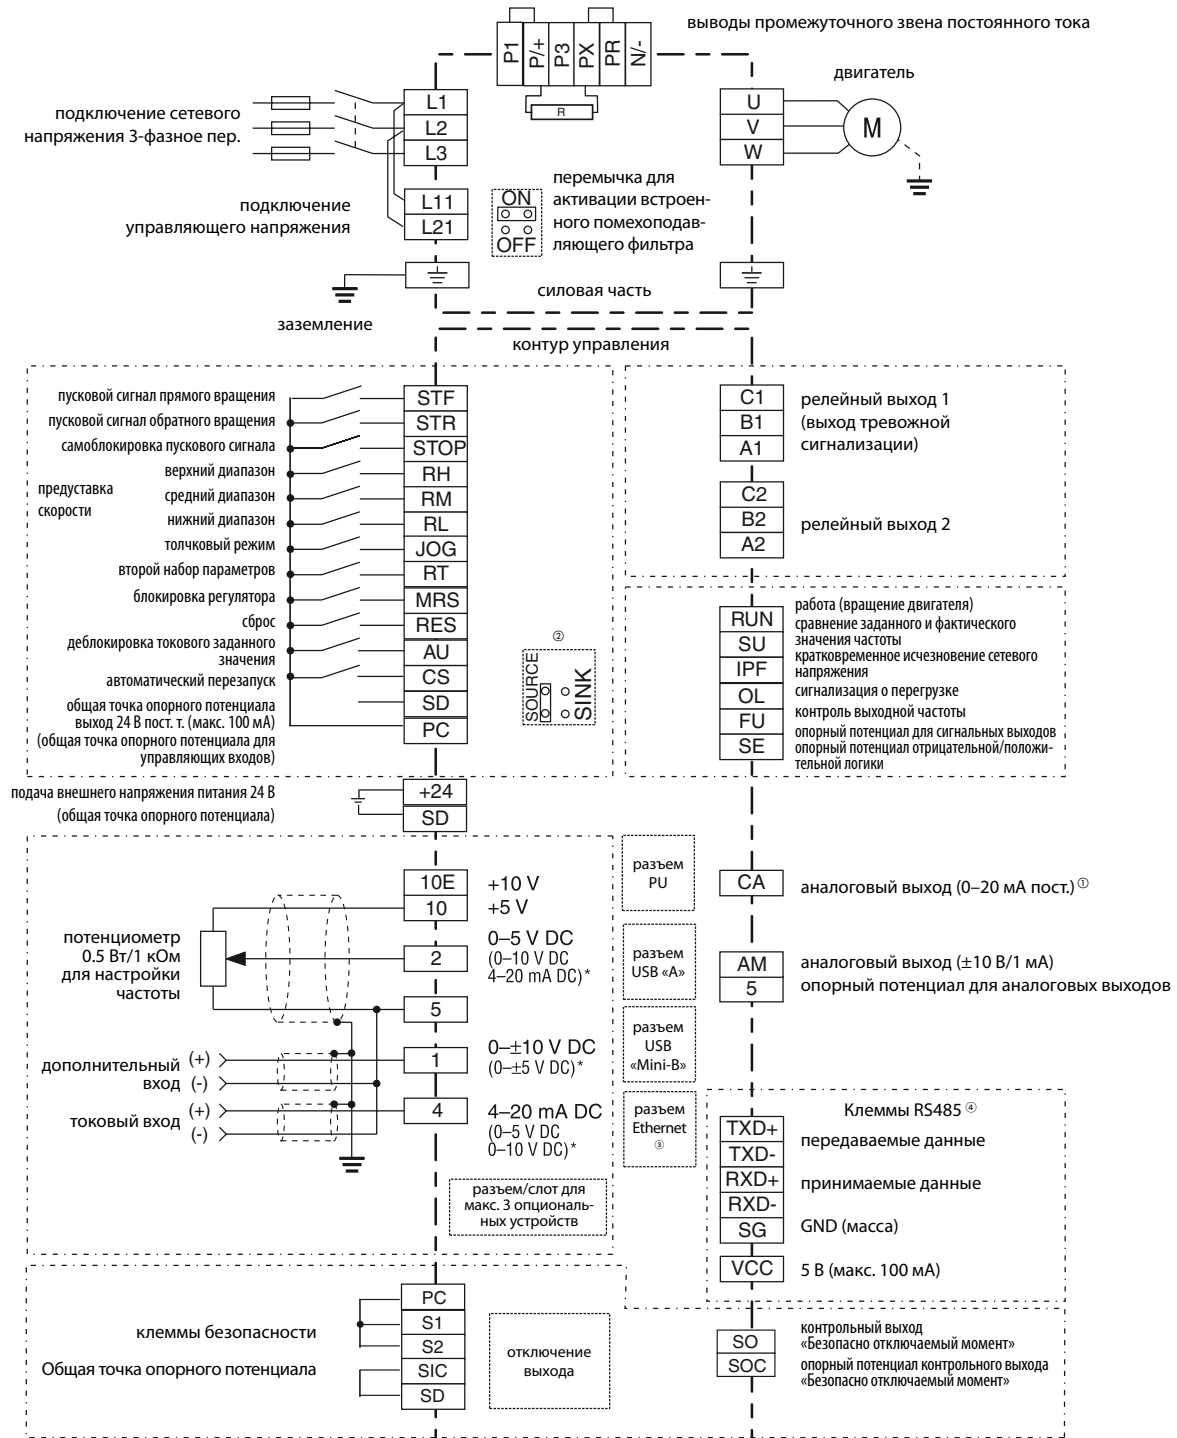 выводы промежуточного звена постоянного тока
P1
P/+
P3
PX
PR
N/-
R
подключение сетевого
напряжения 3-фазное пер.
L1
L2
L3
двигатель
U
V
W
M
подключение
управляющего напряжения
L11
L21
ON
OFF
перемычка для
активации встроен-
ного помехоподав-
ляющего фильтра
заземление
силовая часть
контур управления
пусковой сигнал прямого вращения
STF
пусковой сигнал обратного вращения
STR
самоблокировка пускового сигнала
STOP
предуставка
скорости
верхний диапазон
RH
средний диапазон
RM
нижний диапазон
RL
толчковый режим
JOG
второй набор параметров
RT
блокировка регулятора
MRS
сброс
RES
деблокировка токового заданного
значения
AU
автоматический перезапуск
CS
SD
общая точка опорного потенциала
выход 24 В пост. т. (макс. 100 мА)
(общая точка опорного потенциала для
управляющих входов)
PC
②
SOURCE
SINK
C1
B1
A1
релейный выход 1
(выход тревожной
сигнализации)
C2
B2
A2
релейный выход 2
RUN
SU
IPF
OL
FU
SE
работа (вращение двигателя)
сравнение заданного и фактического
значения частоты
кратковременное исчезновение сетевого
напряжения
сигнализация о перегрузке
контроль выходной частоты
опорный потенциал для сигнальных выходов
опорный потенциал отрицательной/положи-
тельной логики
подача внешнего напряжения питания 24 В
(общая точка опорного потенциала)
+24
SD
10E
+10 V
10
+5 V
потенциометр
0.5 Вт/1 кОм
для настройки
частоты
2
0–5 V DC
(0–10 V DC
4–20 mA DC)*
5
дополнительный
вход
(+)
(-)
1
0–±10 V DC
(0–±5 V DC)*
токовый вход
(+)
(-)
4
4–20 mA DC
(0–5 V DC
0–10 V DC)*
разъем/слот для
макс. 3 опциональ-
ных устройств
разъем
PU
разъем
USB «A»
разъем
USB
«Mini-B»
разъем
Ethernet
③
CA
аналоговый выход (0–20 мА пост.) ①
AM
5
аналоговый выход (±10 В/1 мА)
опорный потенциал для аналоговых выходов
Клеммы RS485 ④
TXD+
TXD-
передаваемые данные
RXD+
RXD-
принимаемые данные
SG
GND (масса)
VCC
5 В (макс. 100 мА)
клеммы безопасности
Общая точка опорного потенциала
PC
S1
S2
SIC
SD
отключение
выхода
SO
SOC
контрольный выход
«Безопасно отключаемый момент»
опорный потенциал контрольного выхода
«Безопасно отключаемый момент»